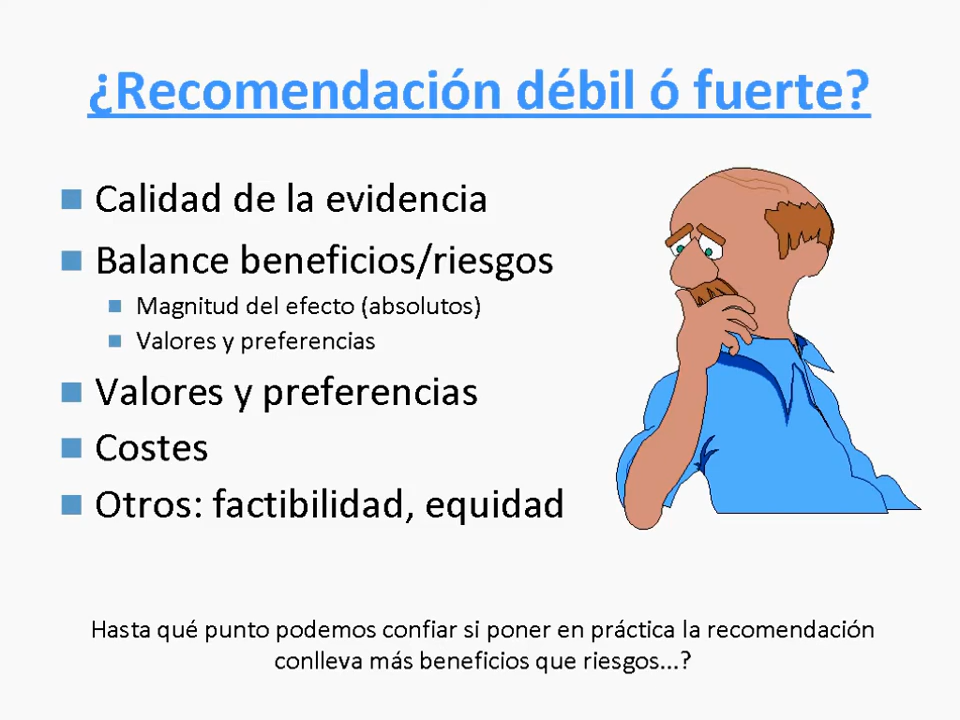 ¿Recomendación débil ó fuerte?
Calidad de la evidencia
Balance beneficios/riesgos
Magnitud del efecto (absolutos)
Valores y preferencias
Valores y preferencias
Costes
Otros: factibilidad, equidad
Hasta qué punto podemos confiar si poner en práctica la recomendación
conlleva más beneficios que riesgos...?